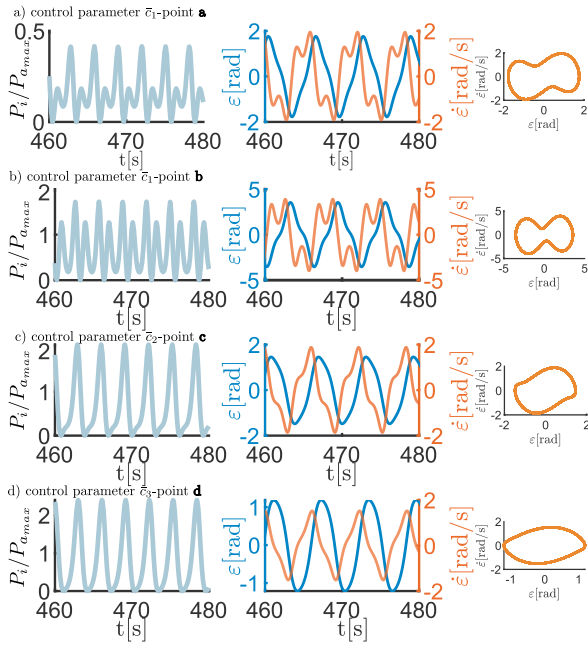 a) control parameter c̄₁-point a
0.5
0
P_i/P_{a_{max}}
460 470 480
t[s]
2
0
-2
ε[rad]
460 470 480
t[s]
2
1
0
-1
-2
ε̇[rad/s]
2
0
-2
ε̇[rad/s]
-2 0 2
ε[rad]
b) control parameter c̄₁-point b
2
1
0
P_i/P_{a_{max}}
460 470 480
t[s]
5
0
-5
ε[rad]
460 470 480
t[s]
5
0
-5
ε̇[rad/s]
5
0
-5
ε̇[rad/s]
-5 0 5
ε[rad]
c) control parameter c̄₂-point c
2
1
0
P_i/P_{a_{max}}
460 470 480
t[s]
2
0
-2
ε[rad]
460 470 480
t[s]
2
1
0
-1
-2
ε̇[rad/s]
2
0
-2
ε̇[rad/s]
-2 0 2
ε[rad]
d) control parameter c̄₃-point d
2
1
0
P_i/P_{a_{max}}
460 470 480
t[s]
1
0
-1
ε[rad]
460 470 480
t[s]
2
0
-2
ε̇[rad/s]
2
0
-2
ε̇[rad/s]
-1 0 1
ε[rad]